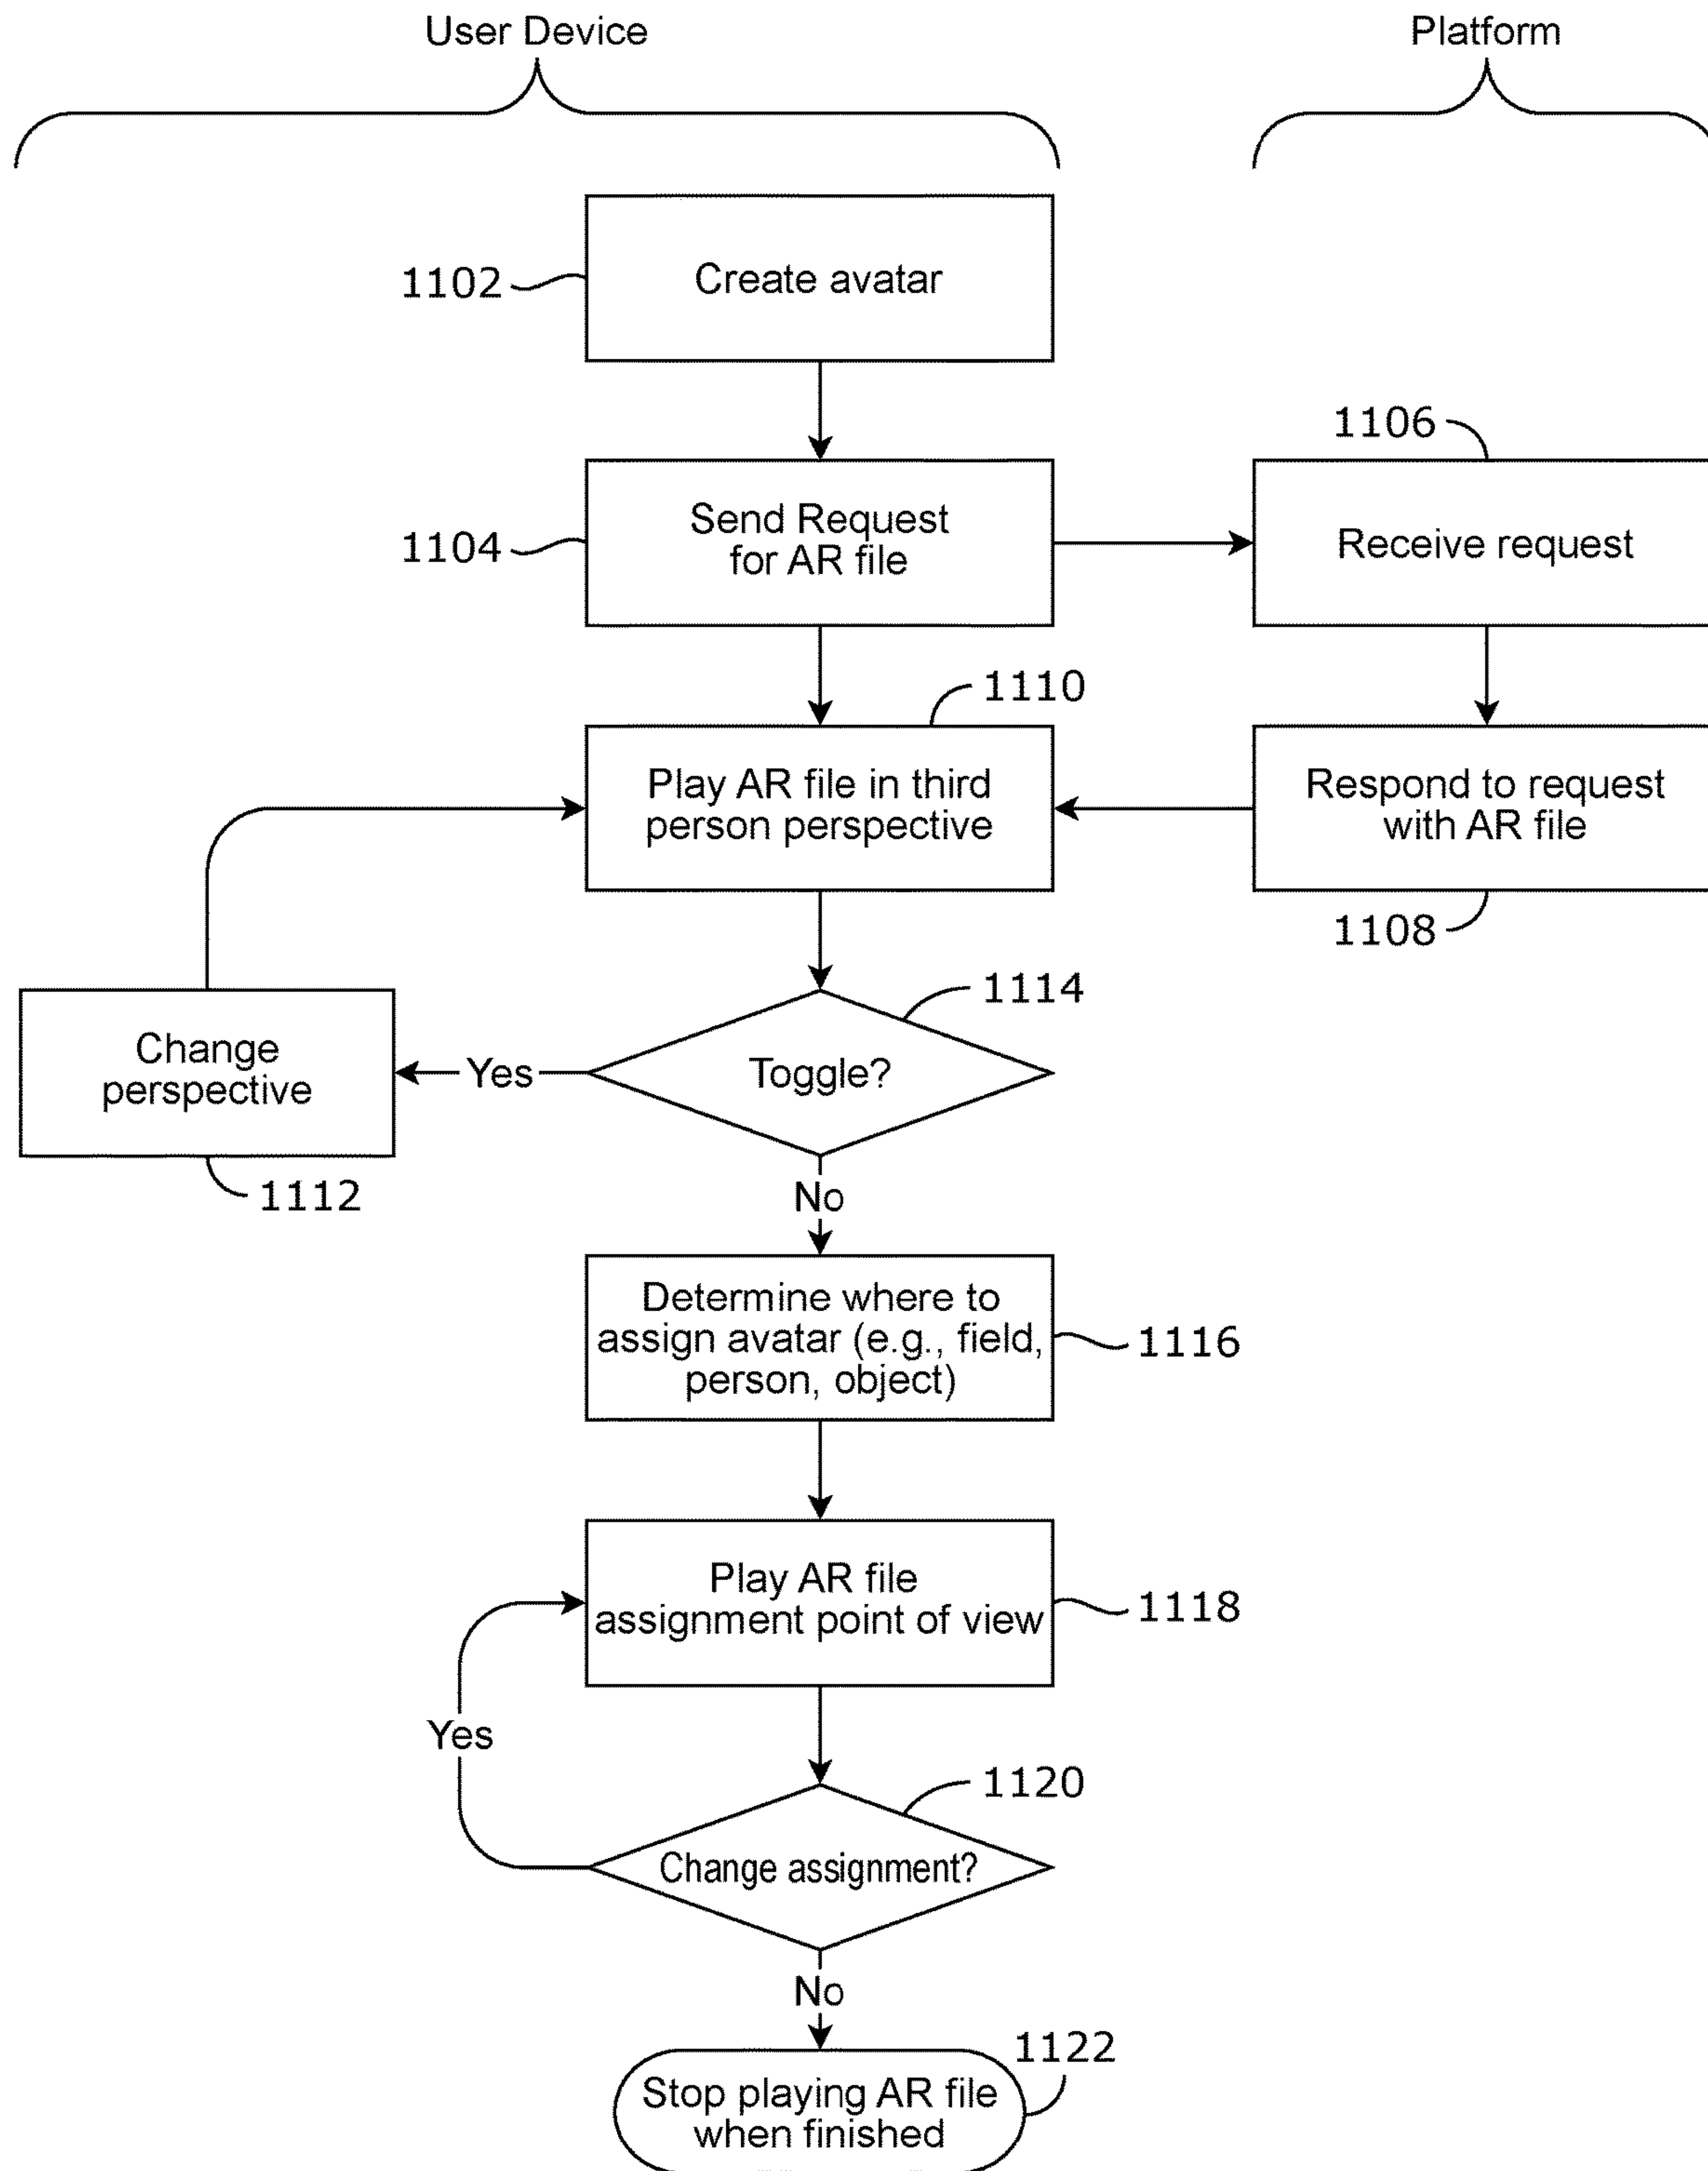 User Device
Platform
1102
Create avatar
1106
1104
Send Request
for AR file
Receive request
1110
Play AR file in third
person perspective
Respond to request
with AR file
1108
1114
Change
perspective
Yes
Toggle?
1112
No
Determine where to
assign avatar (e.g., field,
person, object)
1116
Play AR file
assignment point of view
1118
Yes
1120
Change assignment?
No
1122
Stop playing AR file
when finished